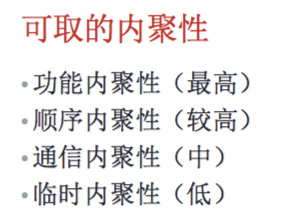 可取的内聚性
•功能内聚性（最高）
•顺序内聚性（较高）
•通信内聚性（中）
•临时内聚性（低）